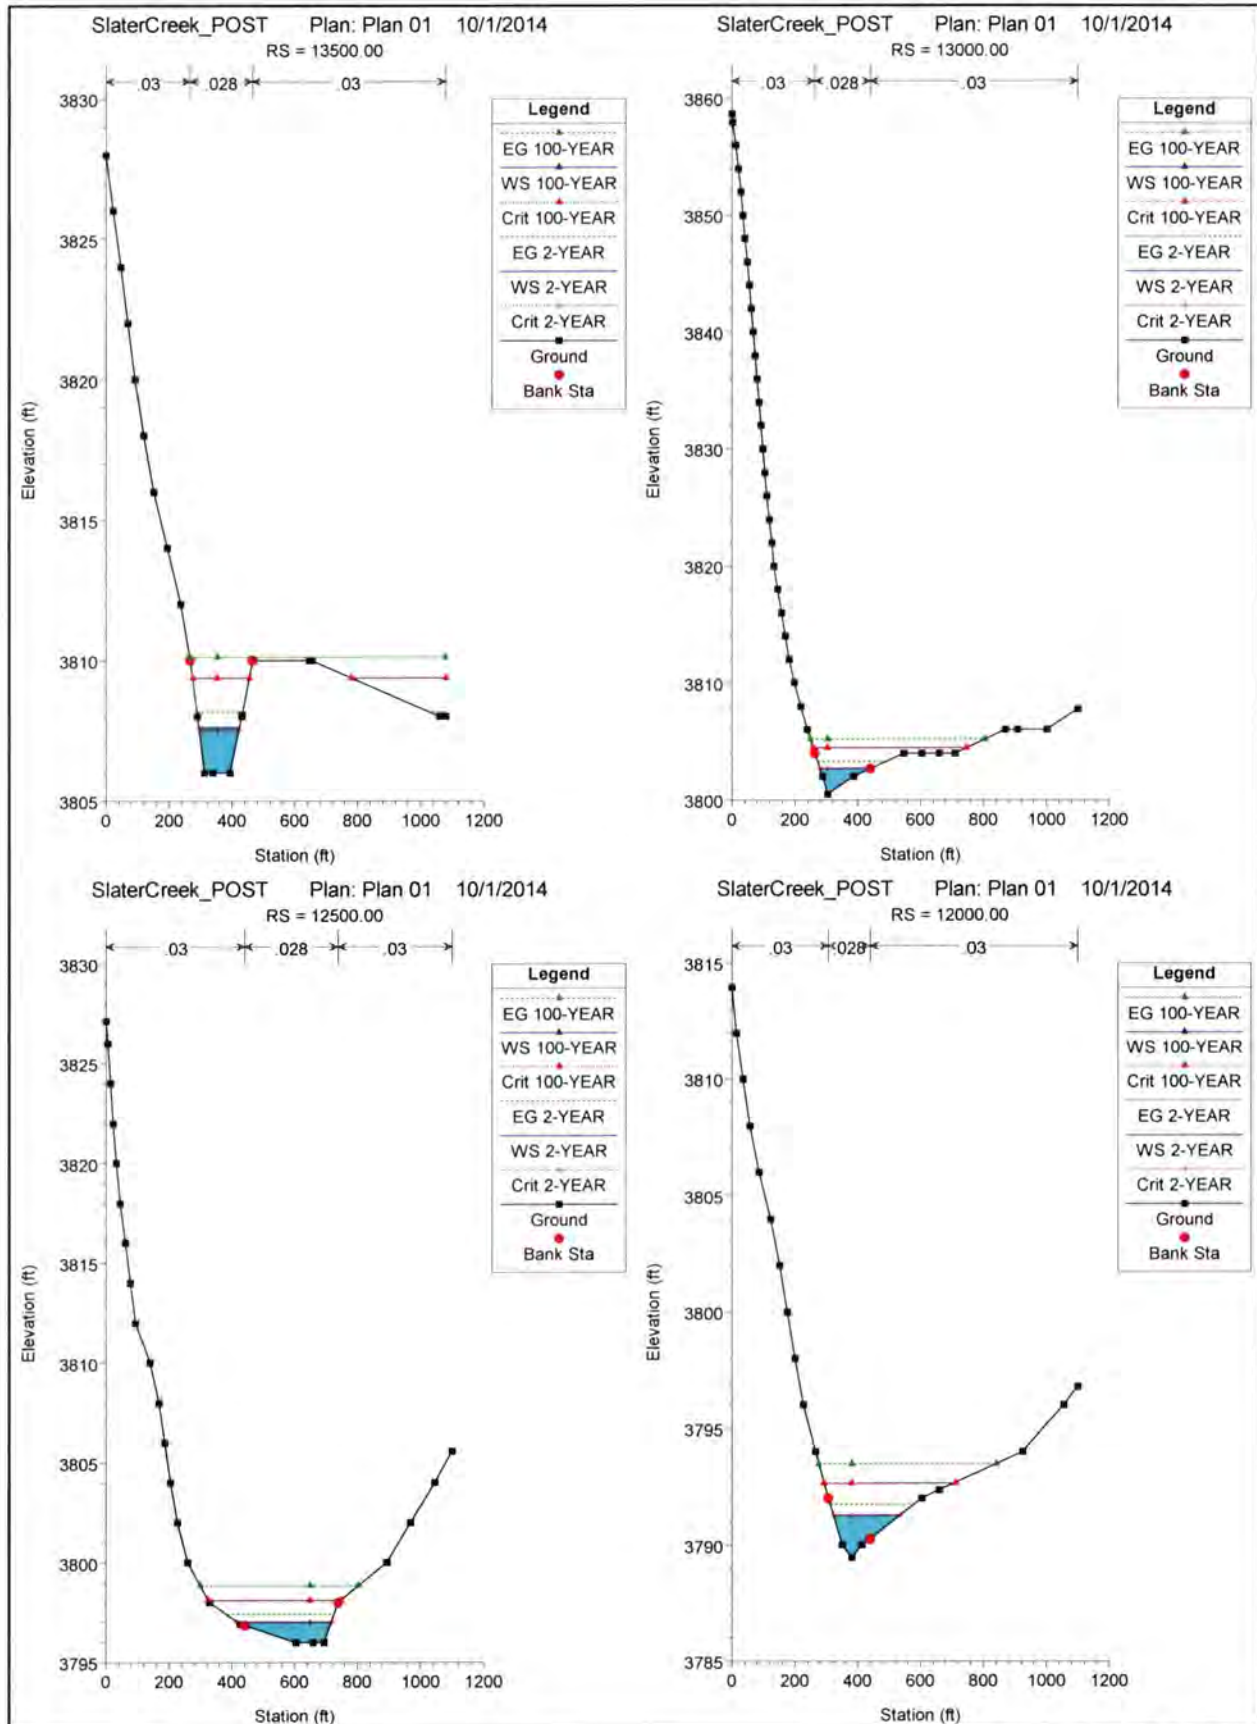 SlaterCreek_POST Plan: Plan 01 10/1/2014
RS = 13500.00
.03 .028 .03
3830
3825
3820
3815
3810
3805
Elevation (ft)
0 200 400 600 800 1000 1200
Station (ft)
Legend
EG 100-YEAR
WS 100-YEAR
Crit 100-YEAR
EG 2-YEAR
WS 2-YEAR
Crit 2-YEAR
Ground
Bank Sta
SlaterCreek_POST Plan: Plan 01 10/1/2014
RS = 13000.00
.03 .028 .03
3860
3850
3840
3830
3820
3810
3800
Elevation (ft)
0 200 400 600 800 1000 1200
Station (ft)
Legend
EG 100-YEAR
WS 100-YEAR
Crit 100-YEAR
EG 2-YEAR
WS 2-YEAR
Crit 2-YEAR
Ground
Bank Sta
SlaterCreek_POST Plan: Plan 01 10/1/2014
RS = 12500.00
.03 .028 .03
3830
3825
3820
3815
3810
3805
3800
3795
Elevation (ft)
0 200 400 600 800 1000 1200
Station (ft)
Legend
EG 100-YEAR
WS 100-YEAR
Crit 100-YEAR
EG 2-YEAR
WS 2-YEAR
Crit 2-YEAR
Ground
Bank Sta
SlaterCreek_POST Plan: Plan 01 10/1/2014
RS = 12000.00
.03 .028 .03
3815
3810
3805
3800
3795
3790
3785
Elevation (ft)
0 200 400 600 800 1000 1200
Station (ft)
Legend
EG 100-YEAR
WS 100-YEAR
Crit 100-YEAR
EG 2-YEAR
WS 2-YEAR
Crit 2-YEAR
Ground
Bank Sta